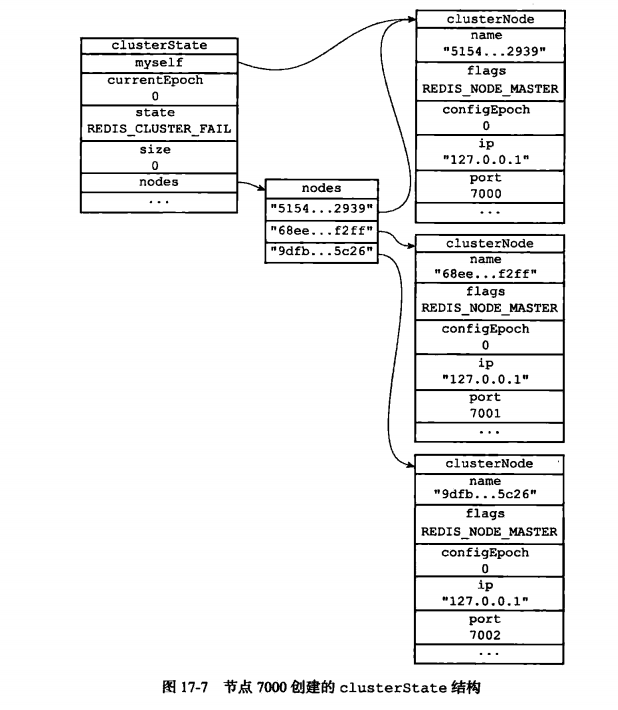 clusterState
myself
currentEpoch
0
state
REDIS_CLUSTER_FAIL
size
0
nodes
...
nodes
"5154...2939"
"68ee...f2ff"
"9dfb...5c26"
clusterNode
name
"5154...2939"
flags
REDIS_NODE_MASTER
configEpoch
0
ip
"127.0.0.1"
port
7000
...
clusterNode
name
"68ee...f2ff"
flags
REDIS_NODE_MASTER
configEpoch
0
ip
"127.0.0.1"
port
7001
...
clusterNode
name
"9dfb...5c26"
flags
REDIS_NODE_MASTER
configEpoch
0
ip
"127.0.0.1"
port
7002
...
图 17-7 节点 7000 创建的 clusterState 结构